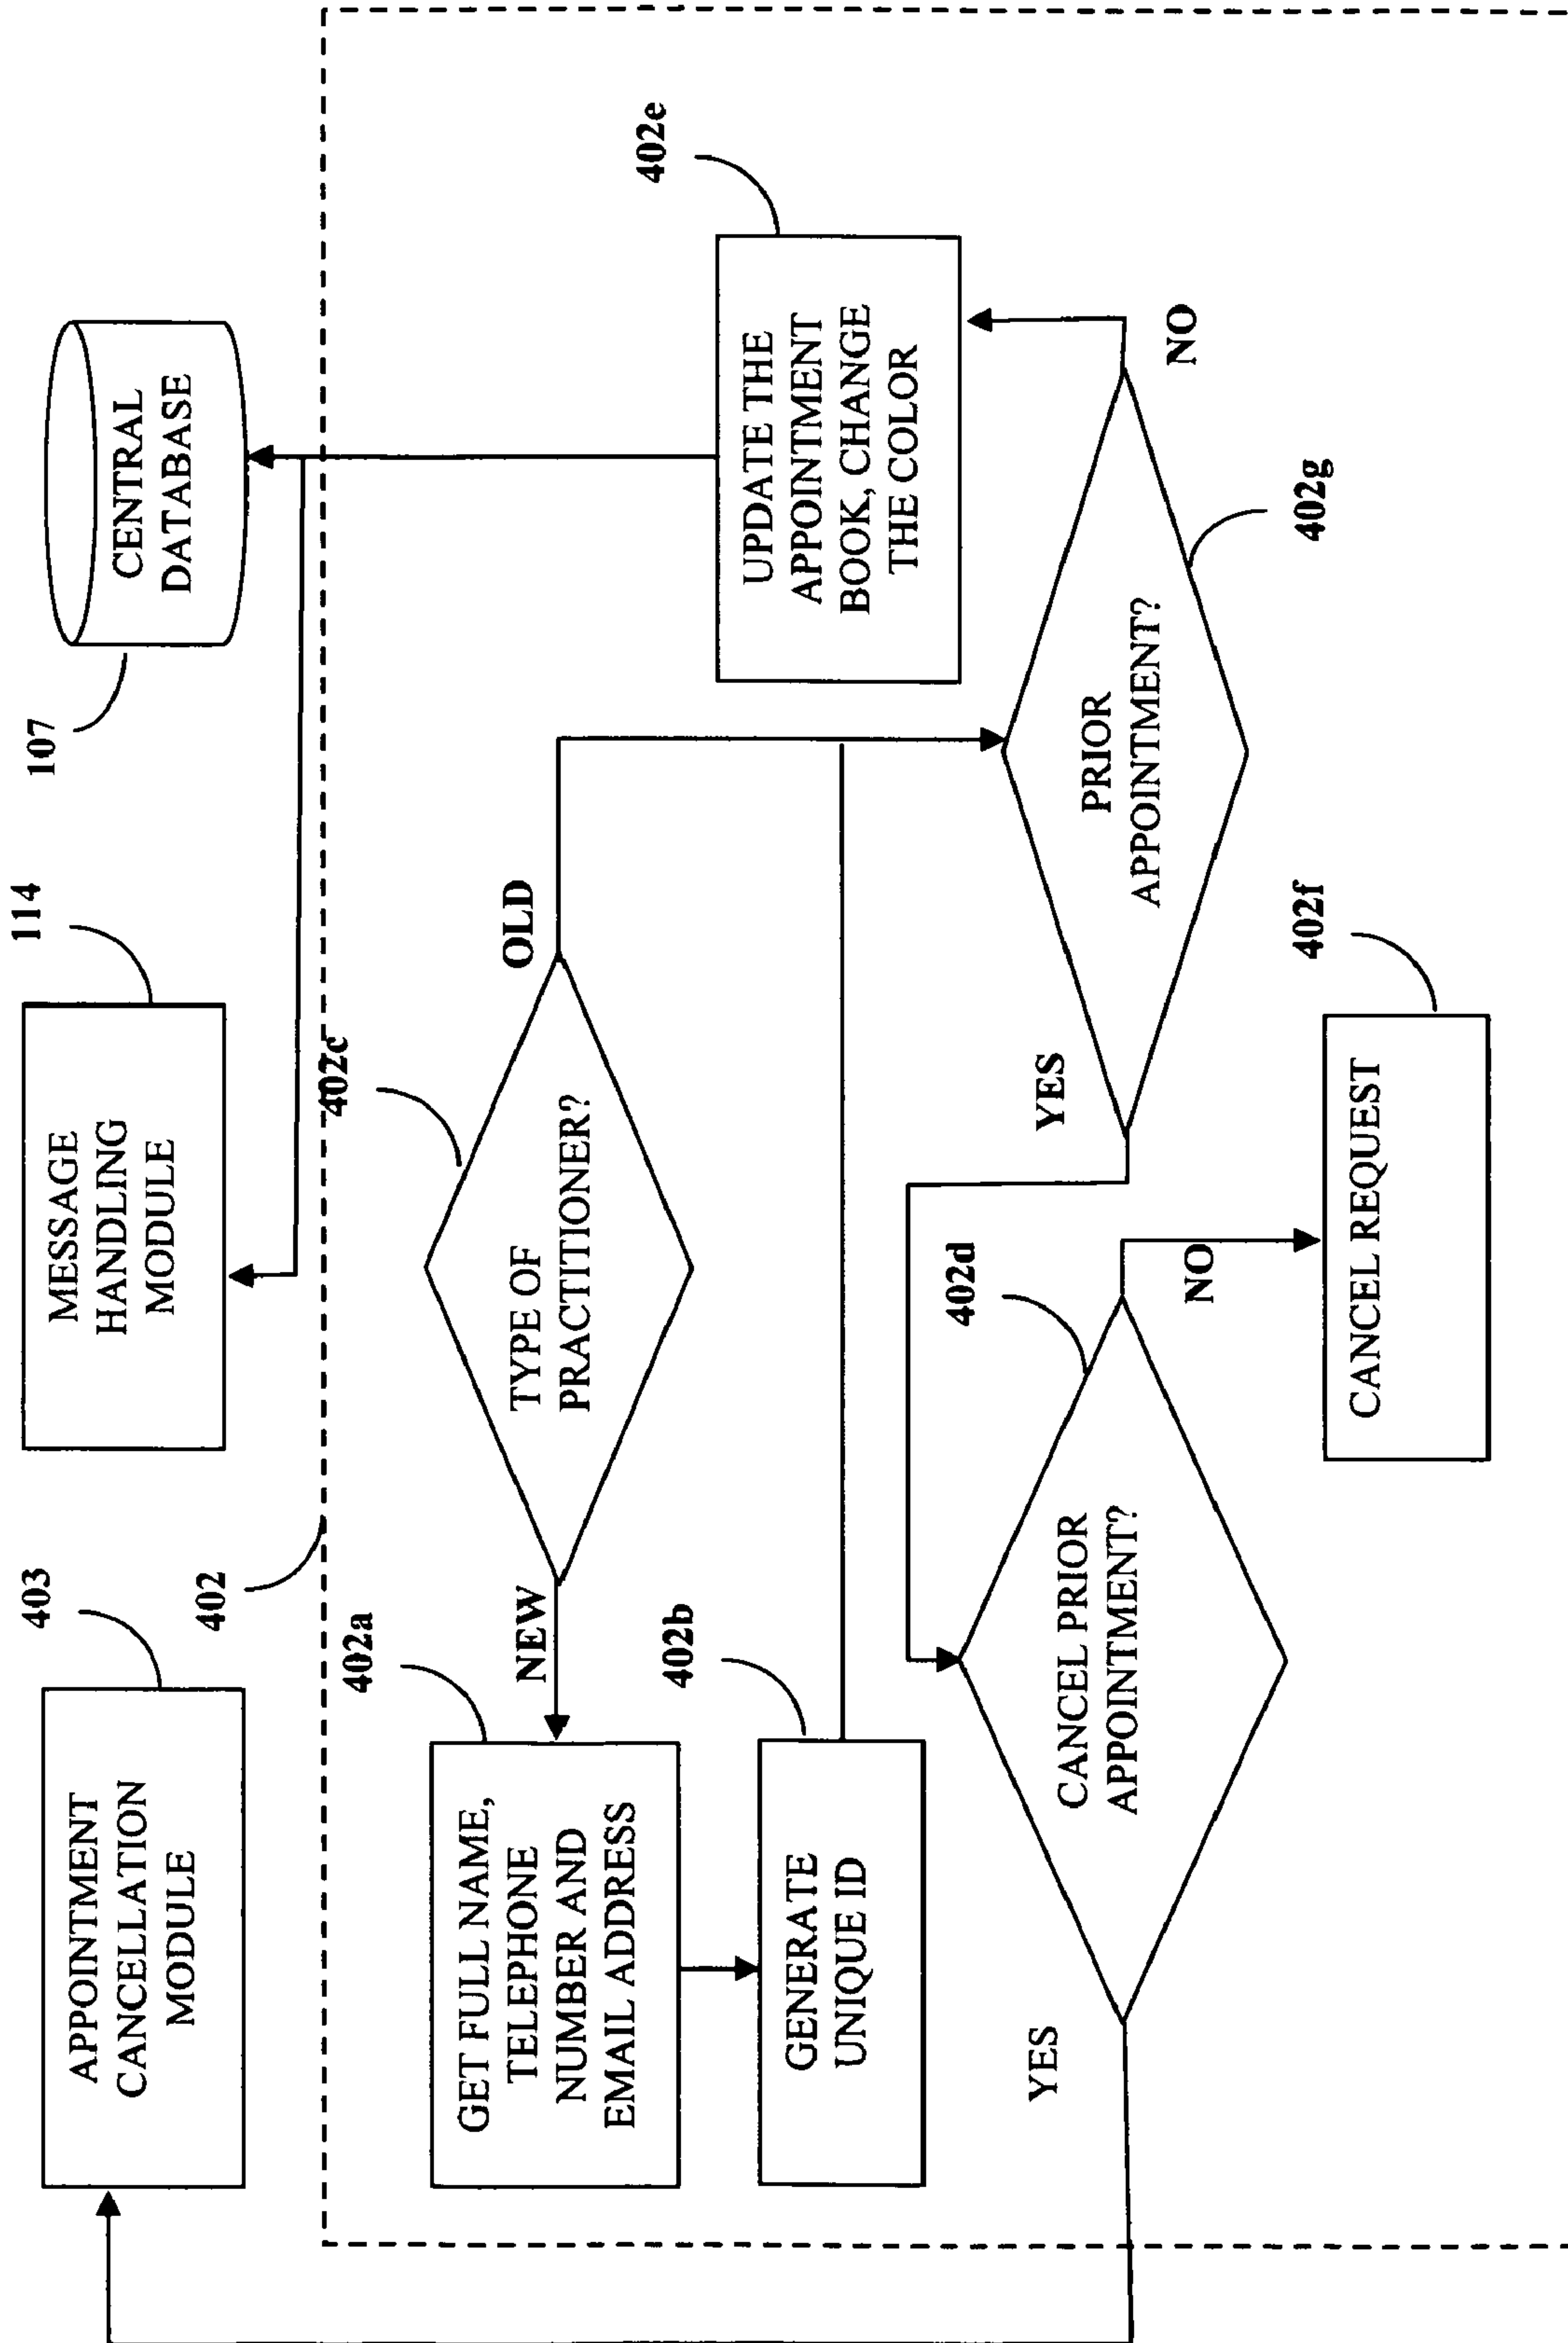 403
APPOINTMENT
CANCELLATION
MODULE
114
MESSAGE
HANDLING
MODULE
107
CENTRAL
DATABASE
402
402a
GET FULL NAME,
TELEPHONE
NUMBER AND
EMAIL ADDRESS
NEW
402c
TYPE OF
PRACTITIONER?
OLD
402e
UPDATE THE
APPOINTMENT
BOOK, CHANGE
THE COLOR
402b
GENERATE
UNIQUE ID
YES
402d
CANCEL PRIOR
APPOINTMENT?
NO
YES
PRIOR
APPOINTMENT?
NO
402g
402f
CANCEL REQUEST